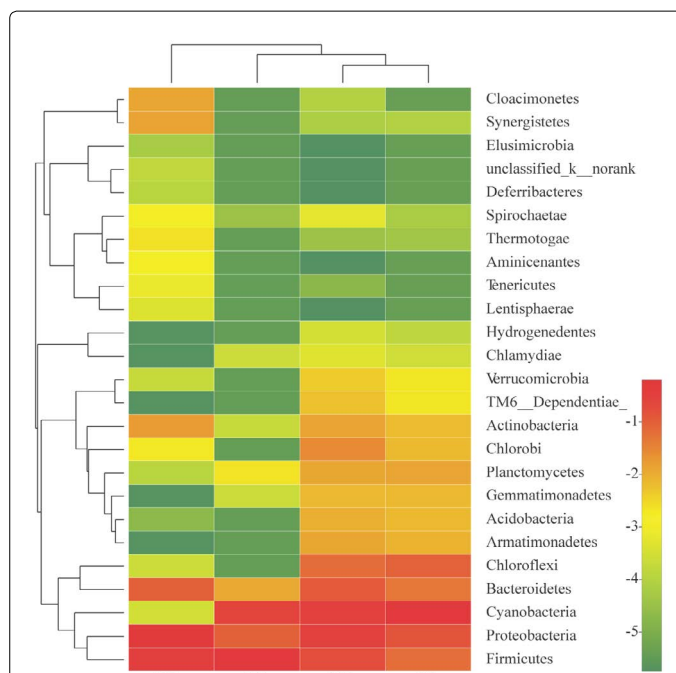 Cloacimonetes
Synergistetes
Elusimicrobia
unclassified_k__norank
Deferribacteres
Spirochaetae
Thermotogae
Aminicenantes
Tenericutes
Lentisphaerae
Hydrogenedentes
Chlamydiae
Verrucomicrobia
TM6__Dependentiae_
Actinobacteria
-1
Chlorobi
Planctomycetes
-2
Gemmatimonadetes
Acidobacteria
-3
Armatimonadetes
Chloroflexi
-4
Bacteroidetes
Cyanobacteria
Proteobacteria
-5
Firmicutes